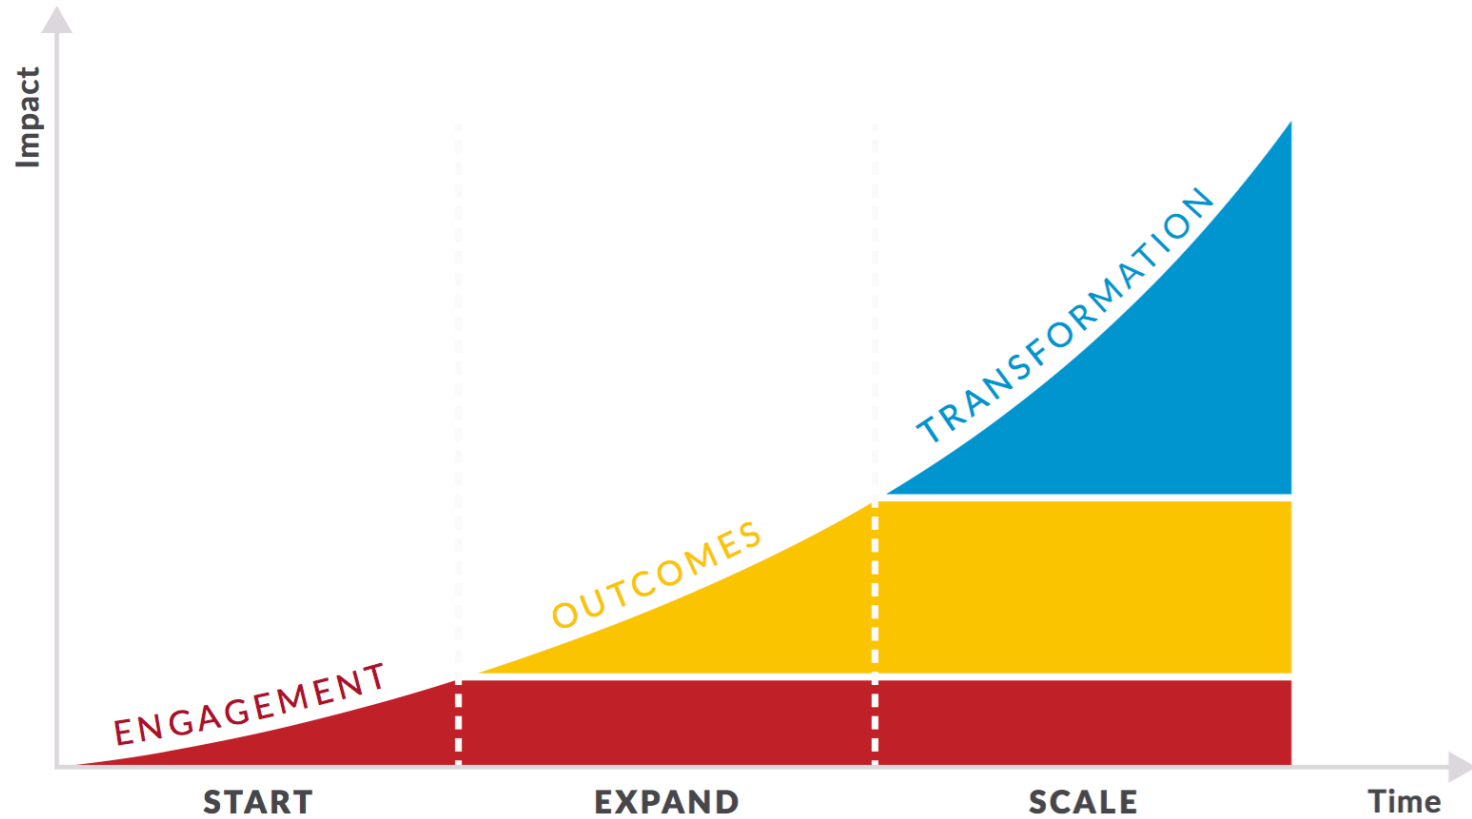 Impact
TRANSFORMATION
OUTCOMES
ENGAGEMENT
START
EXPAND
SCALE
Time